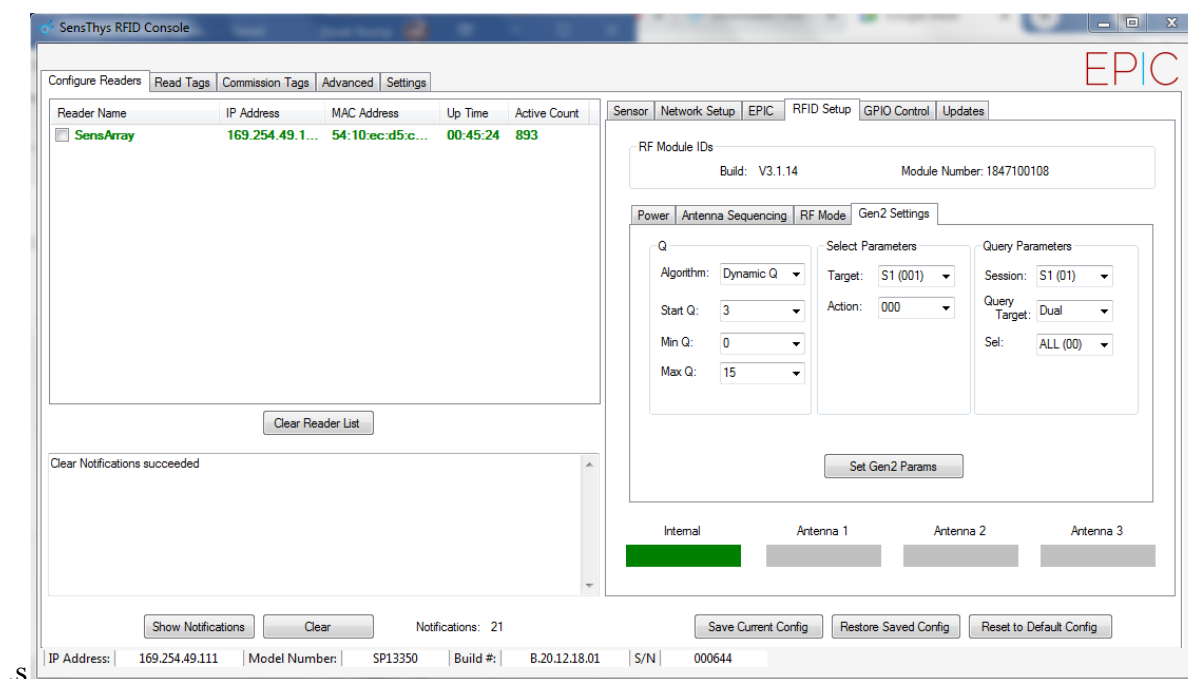 SensThys RFID Console
EPIC
Configure Readers Read Tags Commission Tags Advanced Settings
Reader Name IP Address MAC Address Up Time Active Count
SensArray 169.254.49.1... 54:10:ec:d5:c... 00:45:24 893
Clear Reader List
Clear Notifications succeeded
Show Notifications Clear Notifications: 21
Sensor Network Setup EPIC RFID Setup GPIO Control Updates
RF Module IDs
Build: V3.1.14 Module Number: 1847100108
Power Antenna Sequencing RF Mode Gen2 Settings
Q
Algorithm: Dynamic Q
Start Q: 3
Min Q: 0
Max Q: 15
Select Parameters
Target: S1 (001)
Action: 000
Query Parameters
Session: S1 (01)
Query
Target: Dual
Sel: ALL (00)
Set Gen2 Params
Internal Antenna 1 Antenna 2 Antenna 3
Save Current Config Restore Saved Config Reset to Default Config
IP Address: 169.254.49.111 Model Number: SP13350 Build #: B.20.12.18.01 S/N 000644
.s